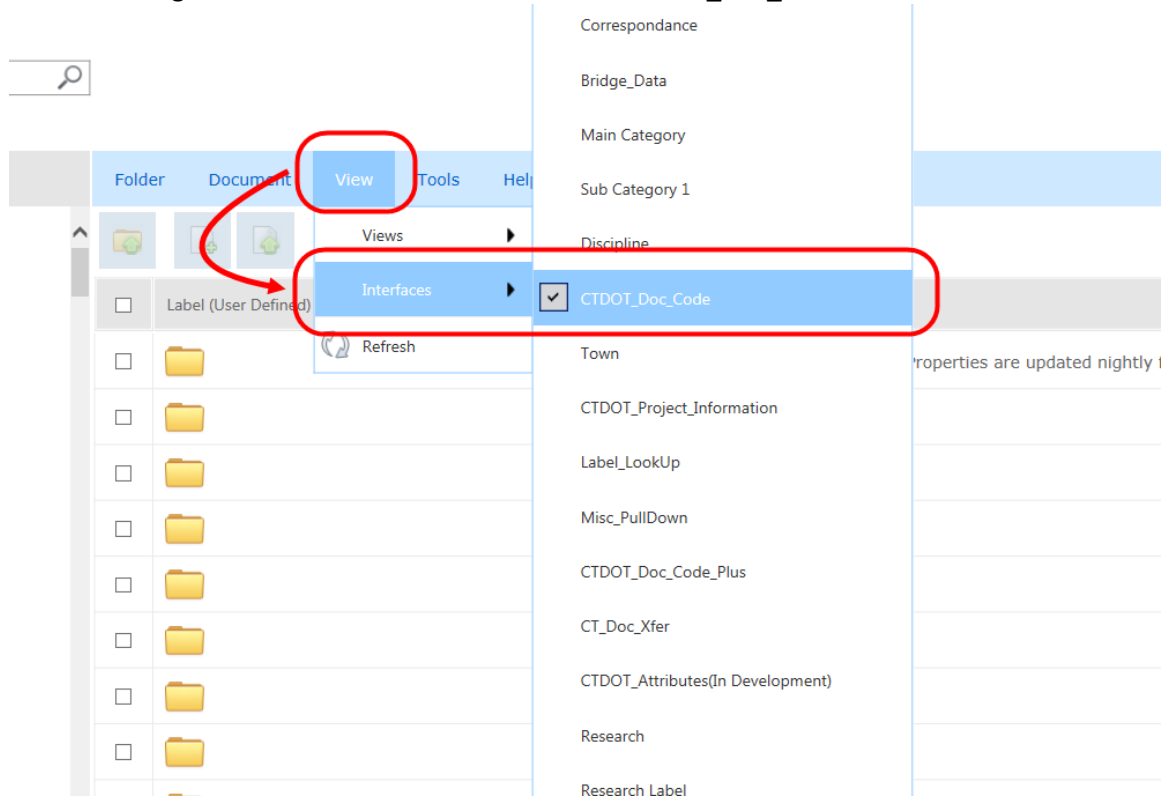 Correspondance
Bridge_Data
Main Category
Folder Document View Tools Hel
Sub Category 1
Views
Discipline
Interfaces
CTDOT_Doc_Code
Label (User Defined)
Refresh
Town
Properties are updated nightly f
CTDOT_Project_Information
Label_LookUp
Misc_PullDown
CTDOT_Doc_Code_Plus
CT_Doc_Xfer
CTDOT_Attributes(In Development)
Research
Research Label